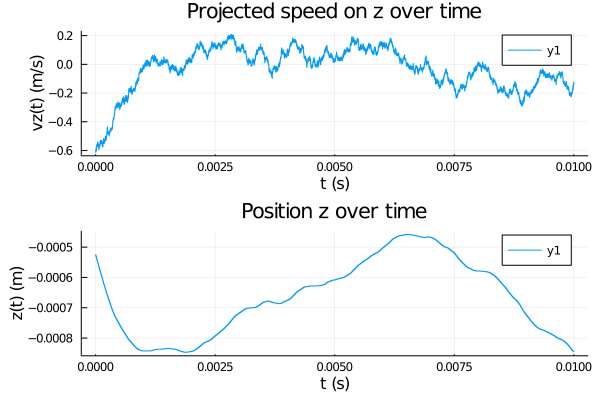 Projected speed on z over time
vz(t) (m/s)
0.2
0.0
−0.2
−0.4
−0.6
y1
0.0000
0.0025
0.0050
0.0075
0.0100
t (s)
Position z over time
z(t) (m)
−0.0005
−0.0006
−0.0007
−0.0008
y1
0.0000
0.0025
0.0050
0.0075
0.0100
t (s)